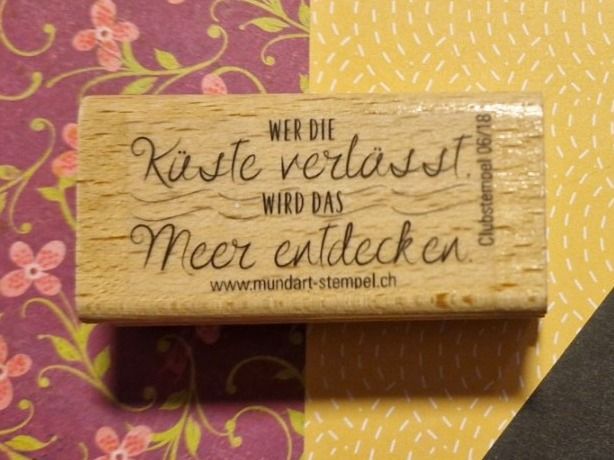 WER DIE
Küste verlässt,
WIRD DAS
Meer entdecken.
www.mundart-stempel.ch
Clubstempel 06/18